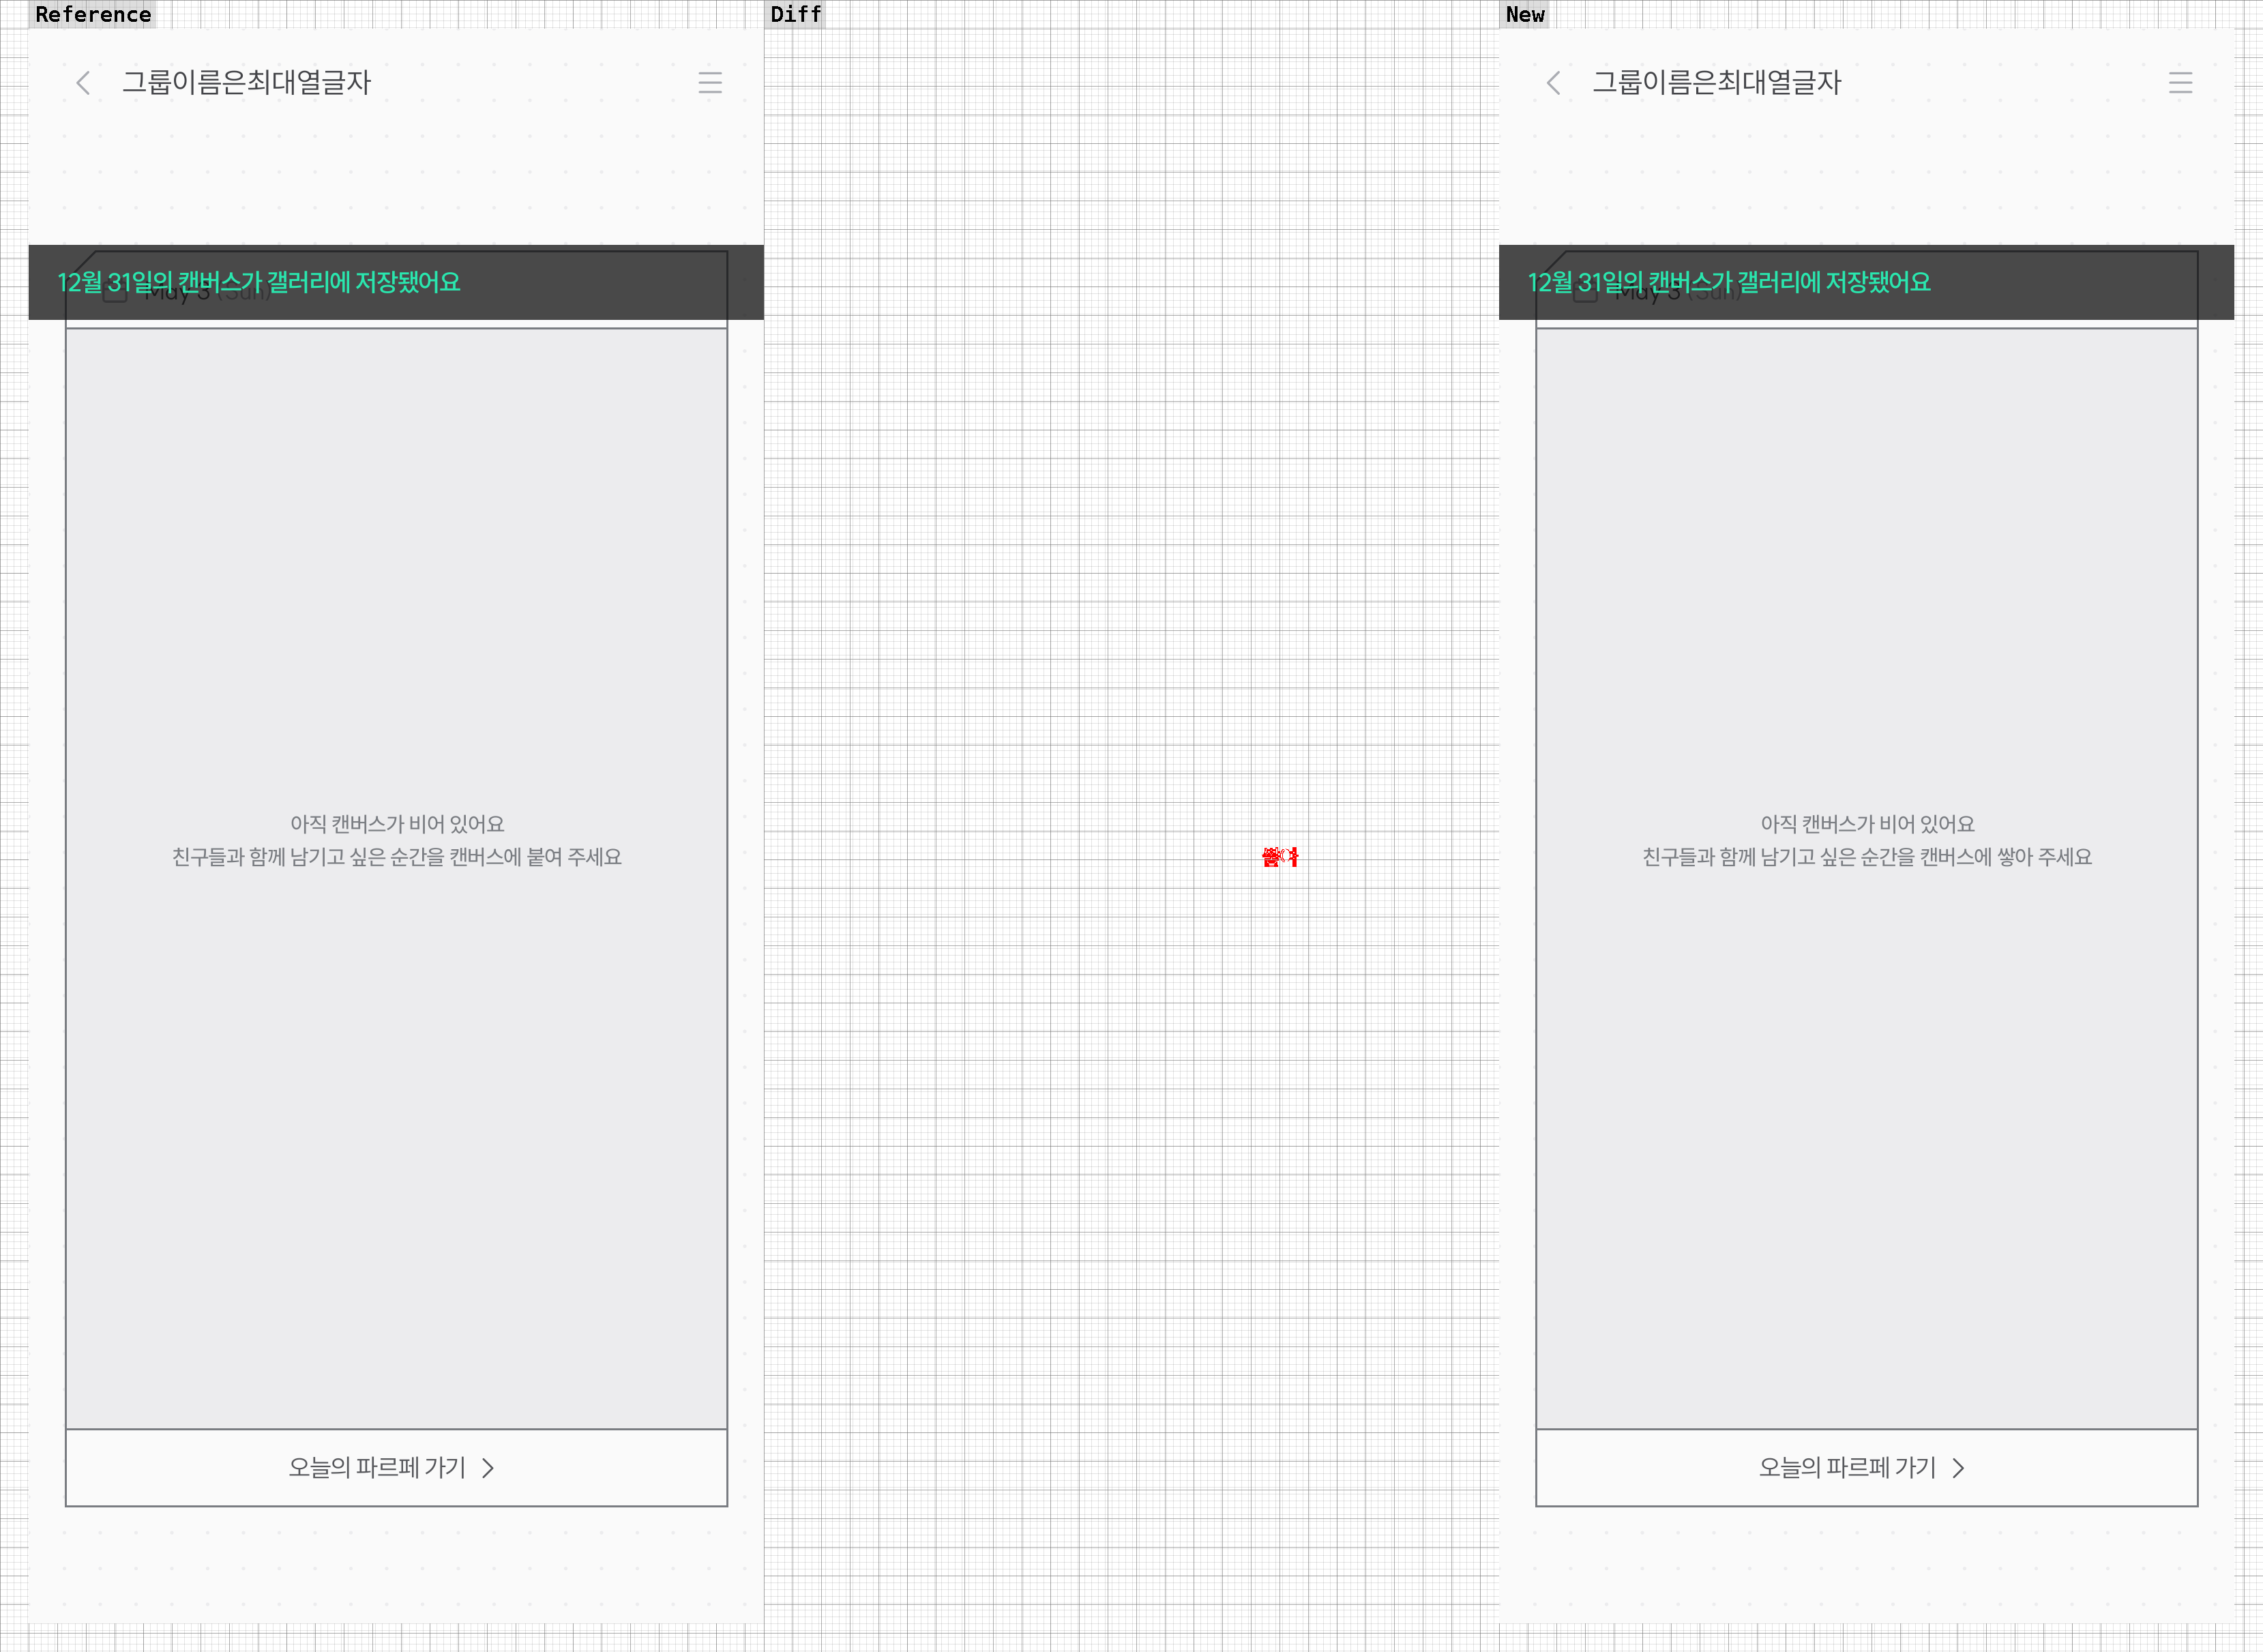 Reference
Diff
New
그룹이름은최대열글자
12월 31일의 캔버스가 갤러리에 저장됐어요
May 3 (Sun)
아직 캔버스가 비어 있어요
친구들과 함께 남기고 싶은 순간을 캔버스에 붙여 주세요
오늘의 파르페 가기
그룹이름은최대열글자
12월 31일의 캔버스가 갤러리에 저장됐어요
May 3 (Sun)
아직 캔버스가 비어 있어요
친구들과 함께 남기고 싶은 순간을 캔버스에 쌓아 주세요
오늘의 파르페 가기